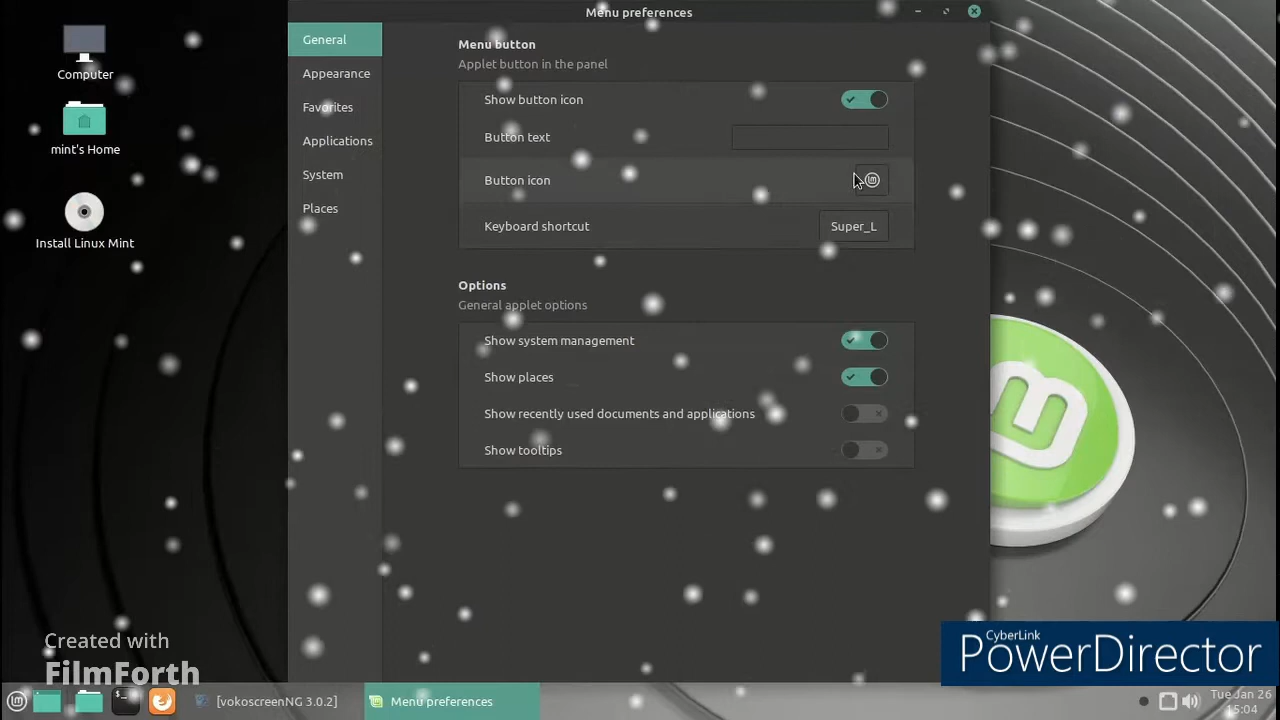 Menu preferences
Computer
mint's Home
Install Linux Mint
General
Appearance
Favorites
Applications
System
Places
Menu button
Applet button in the panel
Show button icon
Button text
Button icon
Keyboard shortcut
Super_L
Options
General applet options
Show system management
Show places
Show recently used documents and applications
Show tooltips
Created with
FilmForth
CyberLink
PowerDirector
[vokoscreenNG 3.0.2]
Menu preferences
Tue Jan 26
15:04